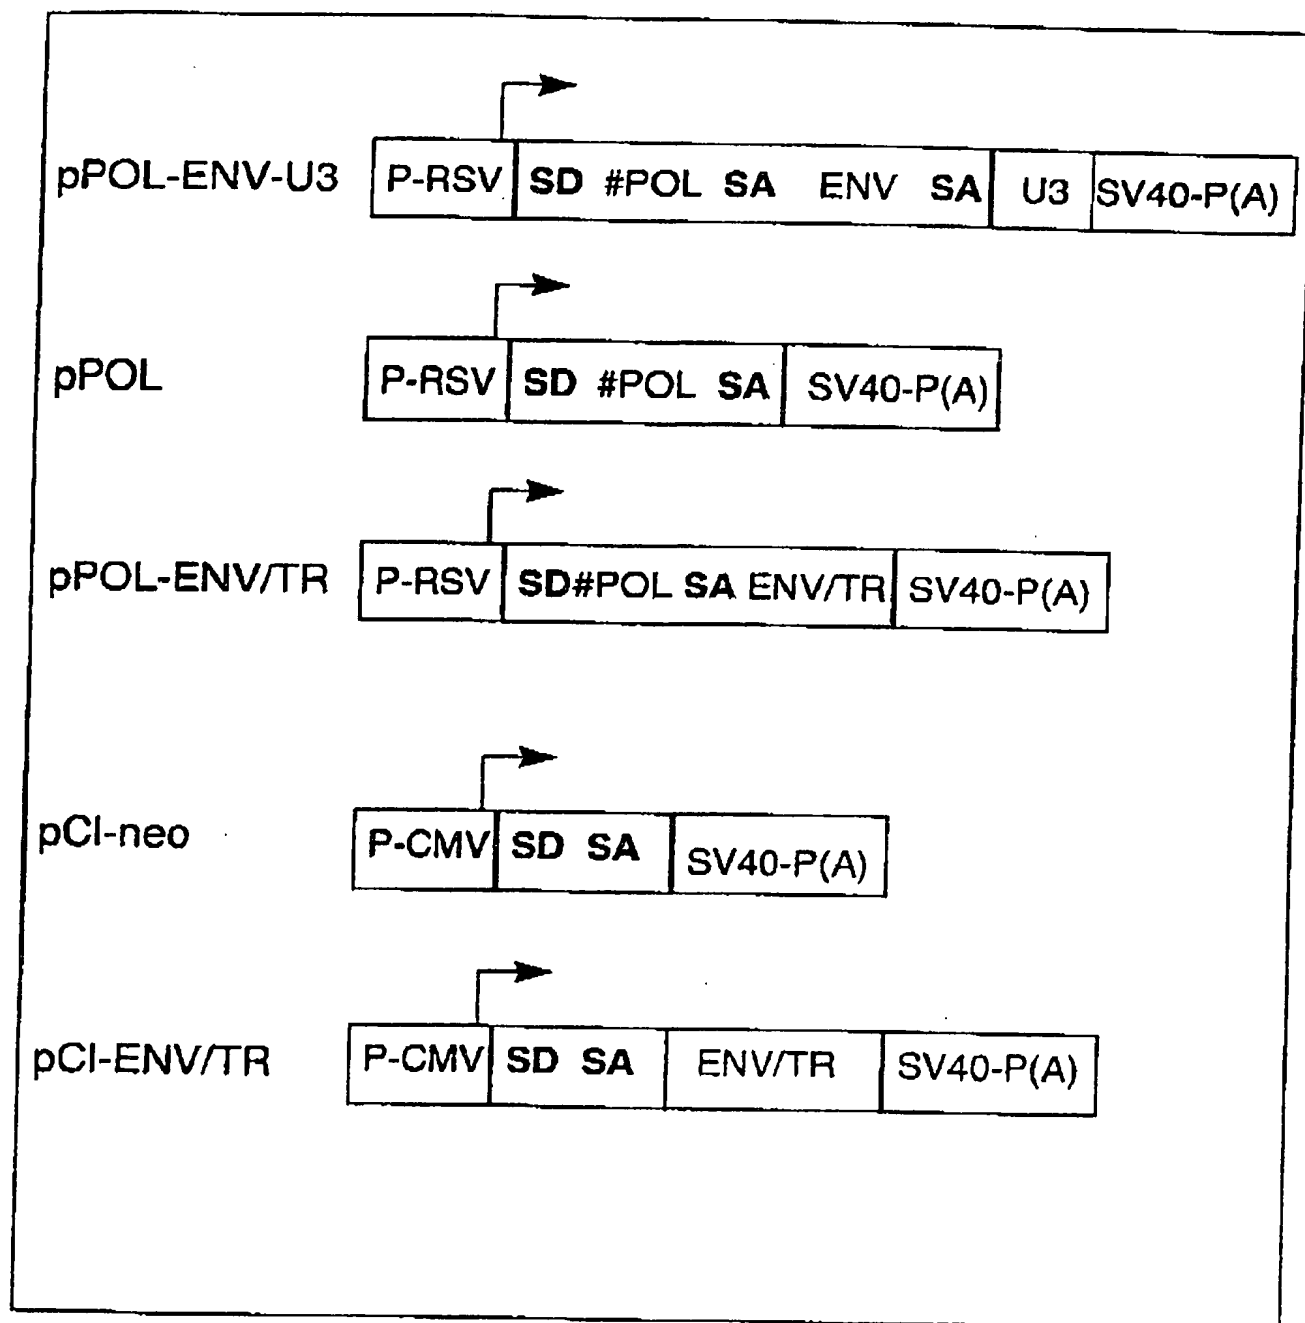 pPOL-ENV-U3 P-RSV SD #POL SA ENV SA U3 SV40-P(A)
pPOL P-RSV SD #POL SA SV40-P(A)
pPOL-ENV/TR P-RSV SD#POL SA ENV/TR SV40-P(A)
pCI-neo P-CMV SD SA SV40-P(A)
pCI-ENV/TR P-CMV SD SA ENV/TR SV40-P(A)